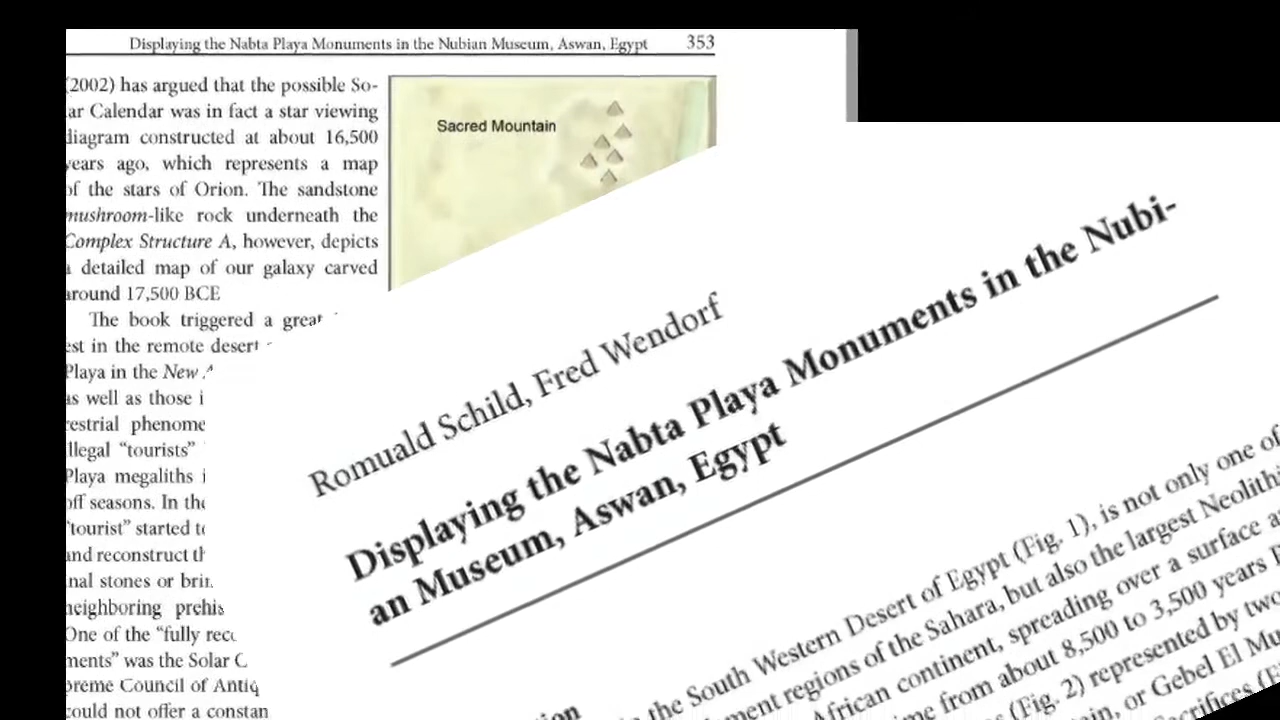 Displaying the Nabta Playa Monuments in the Nubian Museum, Aswan, Egypt 353
(2002) has argued that the possible So-
ar Calendar was in fact a star viewing
diagram constructed at about 16,500
years ago, which represents a map
of the stars of Orion. The sandstone
mushroom-like rock underneath the
Complex Structure A, however, depicts
a detailed map of our galaxy carved
around 17,500 BCE
The book triggered a great
est in the remote desert
Playa in the New
as well as those i
restrial phenome
llegal “tourists”
Playa megaliths i
off seasons. In the
“tourist” started to
and reconstruct th
nal stones or brin
neighboring prehis
One of the “fully reco
ments” was the Solar C
preme Council of Antiq
could not offer a constan
Sacred Mountain
Romuald Schild, Fred Wendorf
Displaying the Nabta Playa Monuments in the Nubi-
an Museum, Aswan, Egypt
the South Western Desert of Egypt (Fig. 1), is not only one of
ment regions of the Sahara, but also the largest Neolithi
African continent, spreading over a surface a
me from about 8,500 to 3,500 years
(Fig. 2) represented by two
ain, or Gebel El Mu
crifices